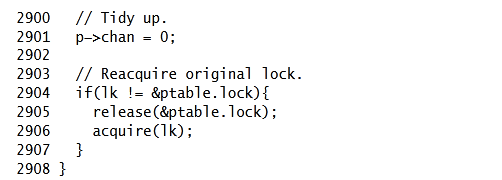 2900   // Tidy up.
2901   p->chan = 0;
2902
2903   // Reacquire original lock.
2904   if(lk != &ptable.lock){
2905     release(&ptable.lock);
2906     acquire(lk);
2907   }
2908 }